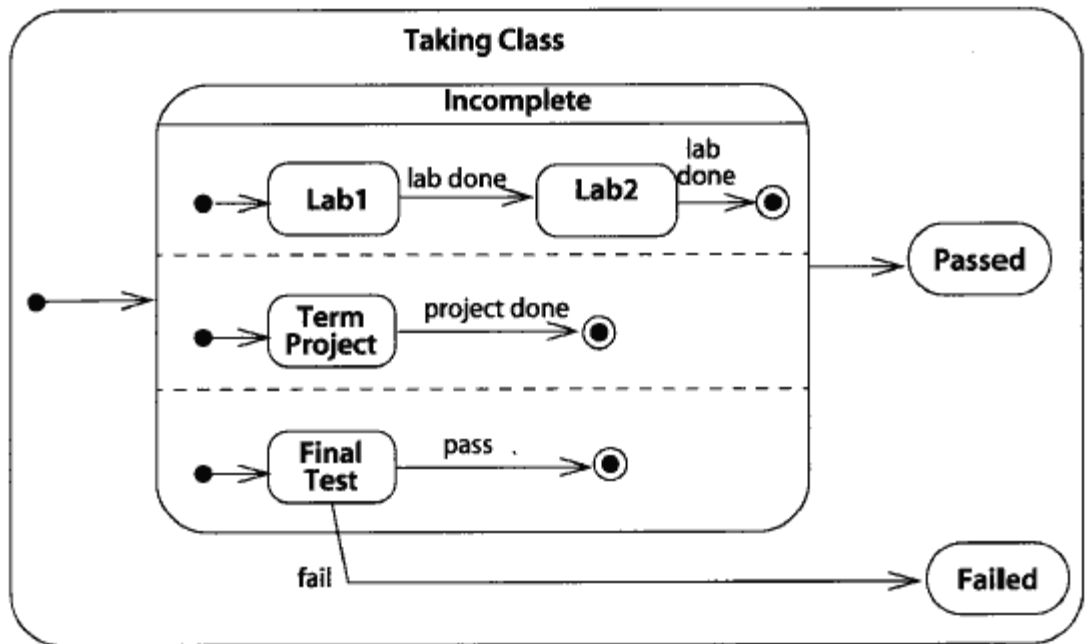 Taking Class
Incomplete
Lab1
lab done
Lab2
lab
done
Passed
Term
Project
project done
Final
Test
pass
fail
Failed